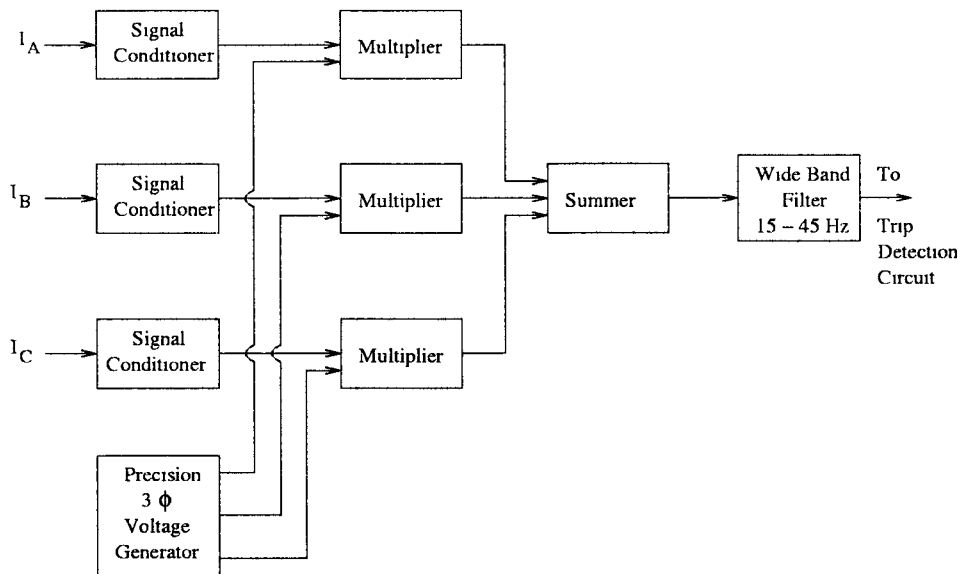 I_A
Signal
Conditioner
Multiplier
I_B
Signal
Conditioner
Multiplier
Summer
Wide Band
Filter
15 – 45 Hz
To
Trip
Detection
Circuit
I_C
Signal
Conditioner
Multiplier
Precision
3 ϕ
Voltage
Generator